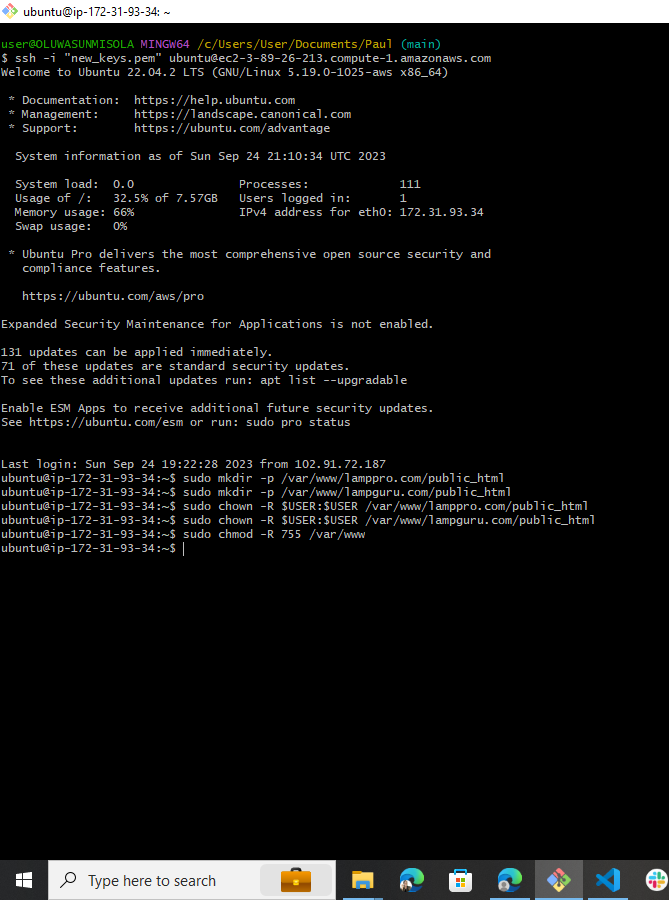 ubuntu@ip-172-31-93-34: ~
user@OLUWASUNMISOLA MINGW64 /c/Users/User/Documents/Paul (main)
$ ssh -i "new_keys.pem" ubuntu@ec2-3-89-26-213.compute-1.amazonaws.com
Welcome to Ubuntu 22.04.2 LTS (GNU/Linux 5.19.0-1025-aws x86_64)
* Documentation:  https://help.ubuntu.com
* Management:     https://landscape.canonical.com
* Support:        https://ubuntu.com/advantage
System information as of Sun Sep 24 21:10:34 UTC 2023
System load:  0.0               Processes:             111
Usage of /:   32.5% of 7.57GB   Users logged in:       1
Memory usage: 66%               IPv4 address for eth0: 172.31.93.34
Swap usage:   0%
* Ubuntu Pro delivers the most comprehensive open source security and
compliance features.
https://ubuntu.com/aws/pro
Expanded Security Maintenance for Applications is not enabled.
131 updates can be applied immediately.
71 of these updates are standard security updates.
To see these additional updates run: apt list --upgradable
Enable ESM Apps to receive additional future security updates.
See https://ubuntu.com/esm or run: sudo pro status
Last login: Sun Sep 24 19:22:28 2023 from 102.91.72.187
ubuntu@ip-172-31-93-34:~$ sudo mkdir -p /var/www/lamppro.com/public_html
ubuntu@ip-172-31-93-34:~$ sudo mkdir -p /var/www/lampguru.com/public_html
ubuntu@ip-172-31-93-34:~$ sudo chown -R $USER:$USER /var/www/lamppro.com/public_html
ubuntu@ip-172-31-93-34:~$ sudo chown -R $USER:$USER /var/www/lampguru.com/public_html
ubuntu@ip-172-31-93-34:~$ sudo chmod -R 755 /var/www
ubuntu@ip-172-31-93-34:~$
Type here to search